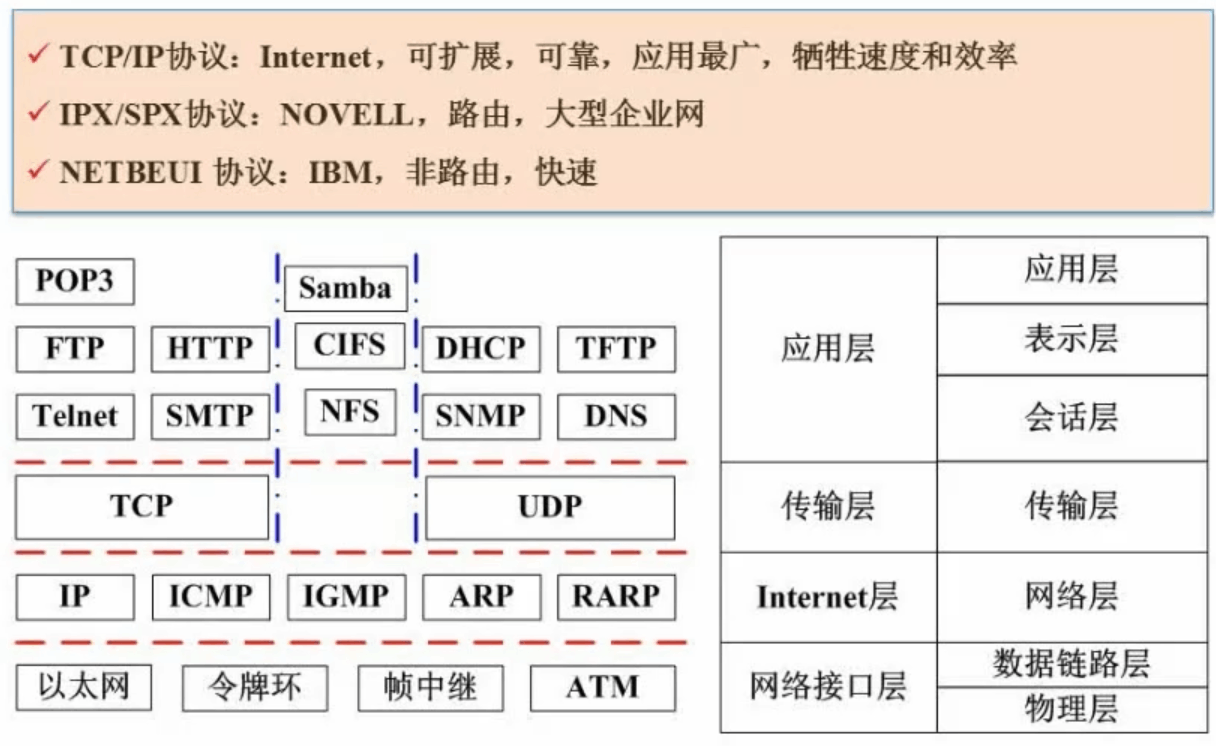 ✓ TCP/IP协议：Internet，可扩展，可靠，应用最广，牺牲速度和效率
✓ IPX/SPX协议：NOVELL，路由，大型企业网
✓ NETBEUI 协议：IBM，非路由，快速
POP3 Samba
FTP HTTP CIFS DHCP TFTP
Telnet SMTP NFS SNMP DNS
TCP UDP
IP ICMP IGMP ARP RARP
以太网 令牌环 帧中继 ATM
应用层 应用层
表示层
会话层
传输层 传输层
Internet层 网络层
网络接口层 数据链路层
物理层